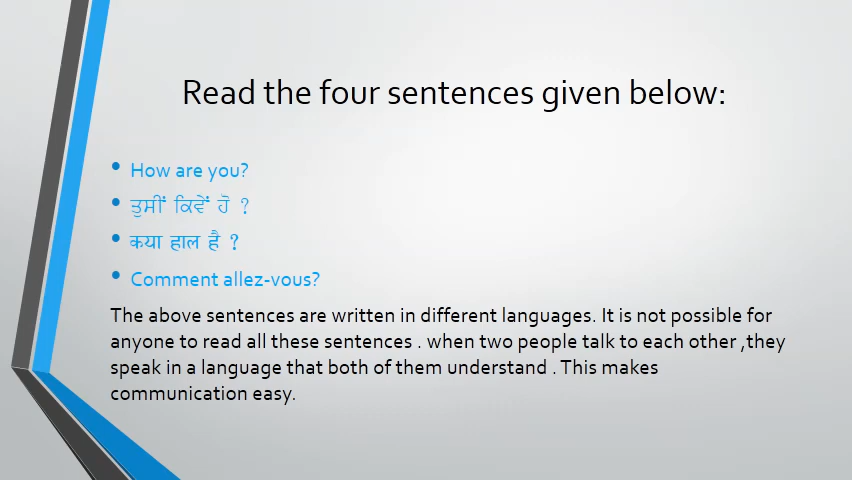 Read the four sentences given below:
• How are you?
• ਤੁਸੀਂ ਕਿਵੇਂ ਹੋ ?
• कया हाल है ?
• Comment allez-vous?
The above sentences are written in different languages. It is not possible for
anyone to read all these sentences . when two people talk to each other ,they
speak in a language that both of them understand . This makes
communication easy.